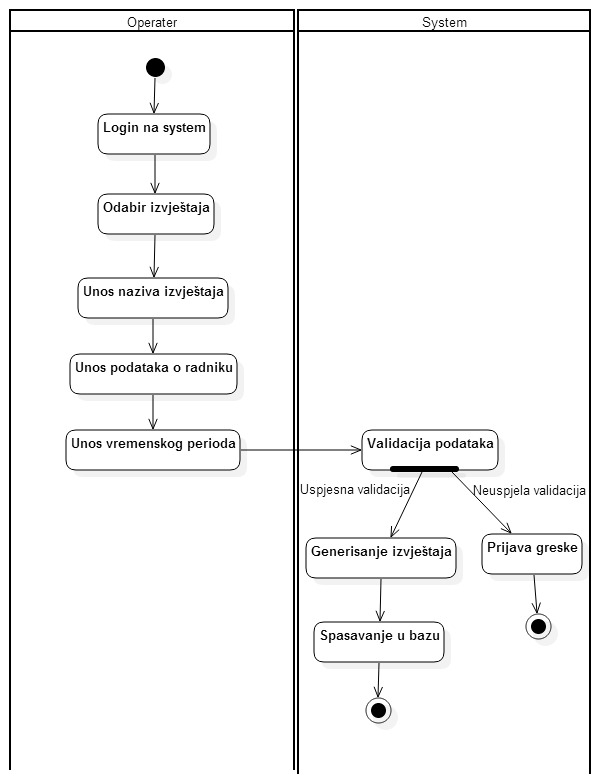 Operater
System
Login na system
Odabir izvještaja
Unos naziva izvještaja
Unos podataka o radniku
Unos vremenskog perioda
Validacija podataka
Uspjesna validacija
Neuspjela validacija
Generisanje izvještaja
Prijava greske
Spasavanje u bazu